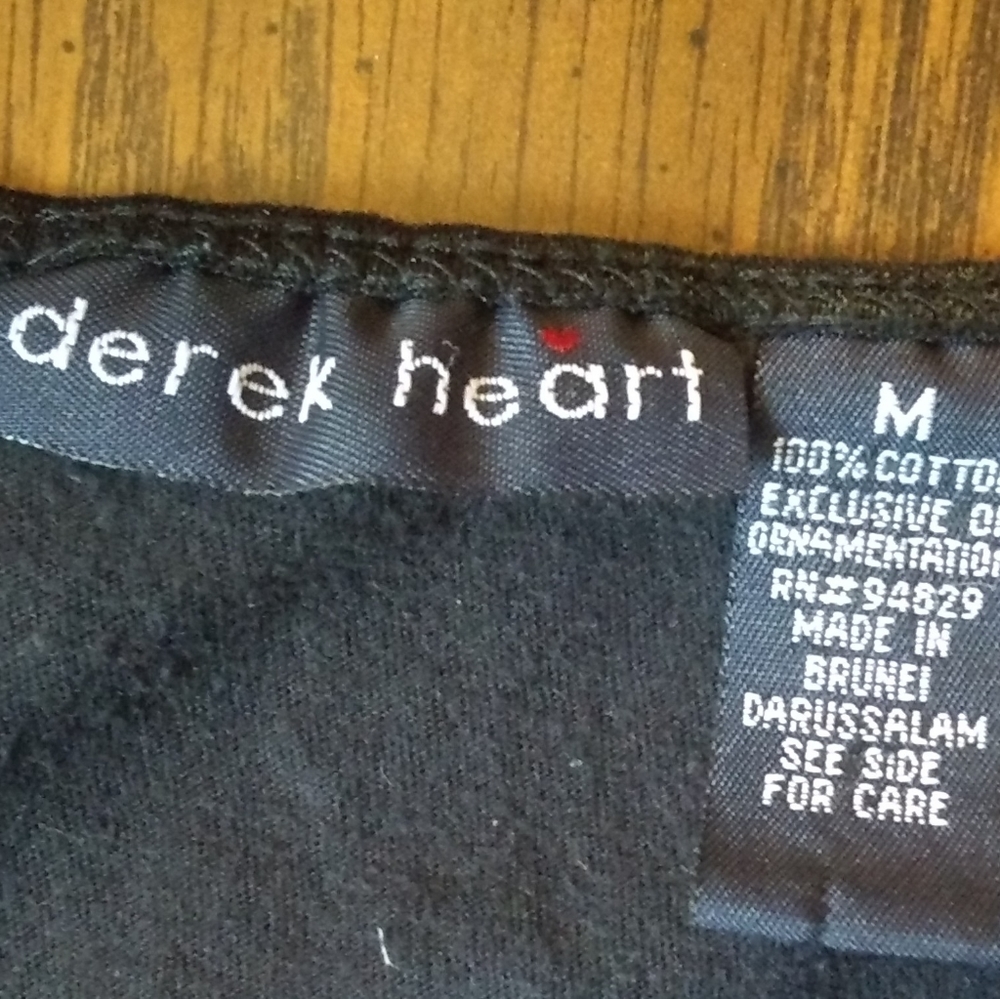 derek heart
M
100% COTTO
EXCLUSIVE O
ORNAMENTATIO
RN#94829
MADE IN
BRUNEI
DARUSSALAM
SEE SIDE
FOR CARE